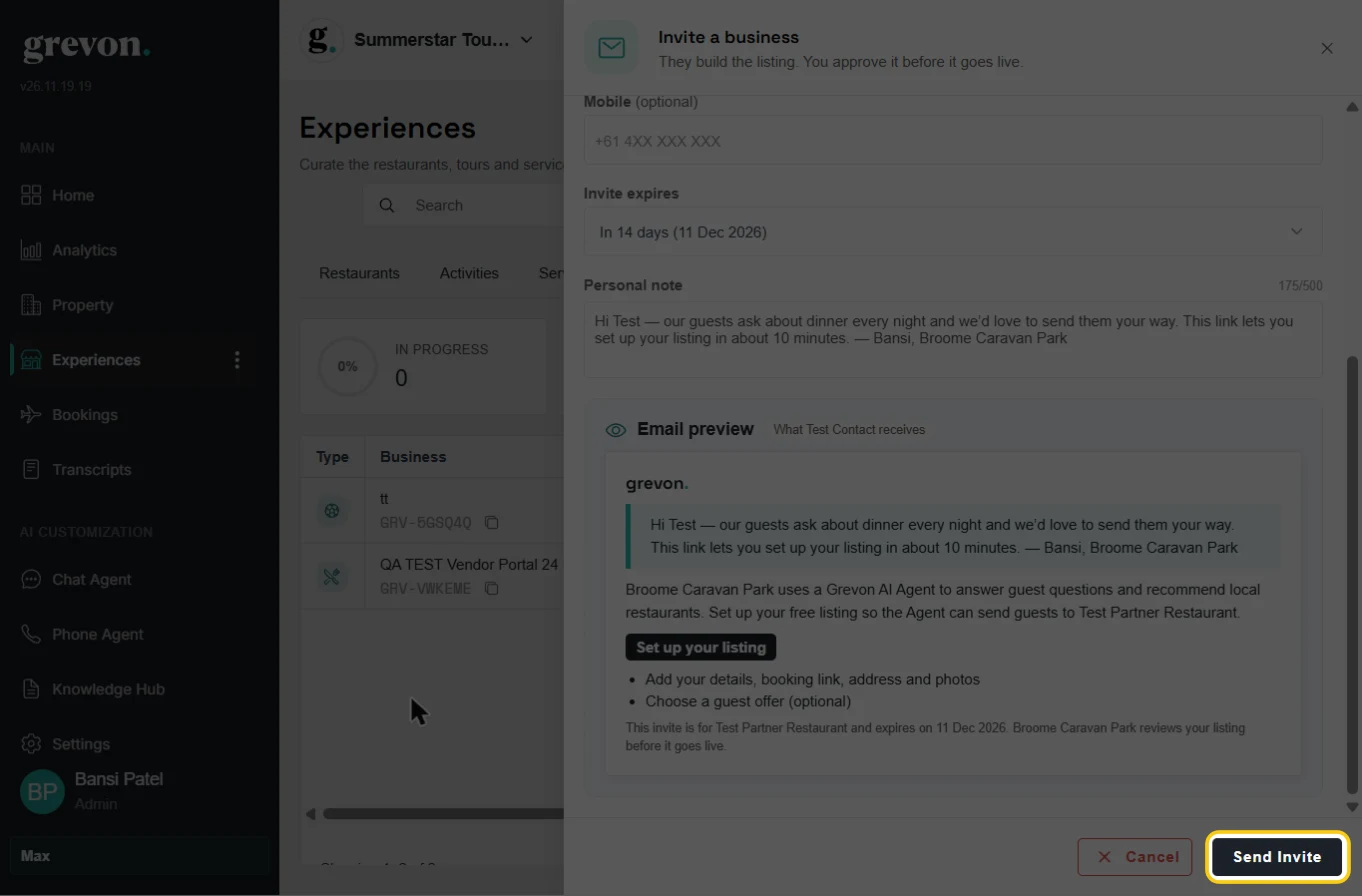 grevon.
v26.11.19.19
MAIN
Home
Analytics
Property
Experiences
Bookings
Transcripts
AI CUSTOMIZATION
Chat Agent
Phone Agent
Knowledge Hub
Settings
BP
Bansi Patel
Admin
Max
g.
Summerstar Tou...
Experiences
Curate the restaurants, tours and servic
Search
Restaurants
Activities
Ser
0%
IN PROGRESS
0
Type
Business
tt
GRV-5GSQ4Q
QA TEST Vendor Portal 24
GRV-VWKEME
Invite a business
They build the listing. You approve it before it goes live.
Mobile (optional)
+61 4XX XXX XXX
Invite expires
In 14 days (11 Dec 2026)
Personal note
175/500
Hi Test — our guests ask about dinner every night and we'd love to send them your way. This link lets you
set up your listing in about 10 minutes. — Bansi, Broome Caravan Park
Email preview
What Test Contact receives
grevon.
Hi Test — our guests ask about dinner every night and we'd love to send them your way.
This link lets you set up your listing in about 10 minutes. — Bansi, Broome Caravan Park
Broome Caravan Park uses a Grevon AI Agent to answer guest questions and recommend local
restaurants. Set up your free listing so the Agent can send guests to Test Partner Restaurant.
Set up your listing
• Add your details, booking link, address and photos
• Choose a guest offer (optional)
This invite is for Test Partner Restaurant and expires on 11 Dec 2026. Broome Caravan Park reviews your listing
before it goes live.
Cancel
Send Invite